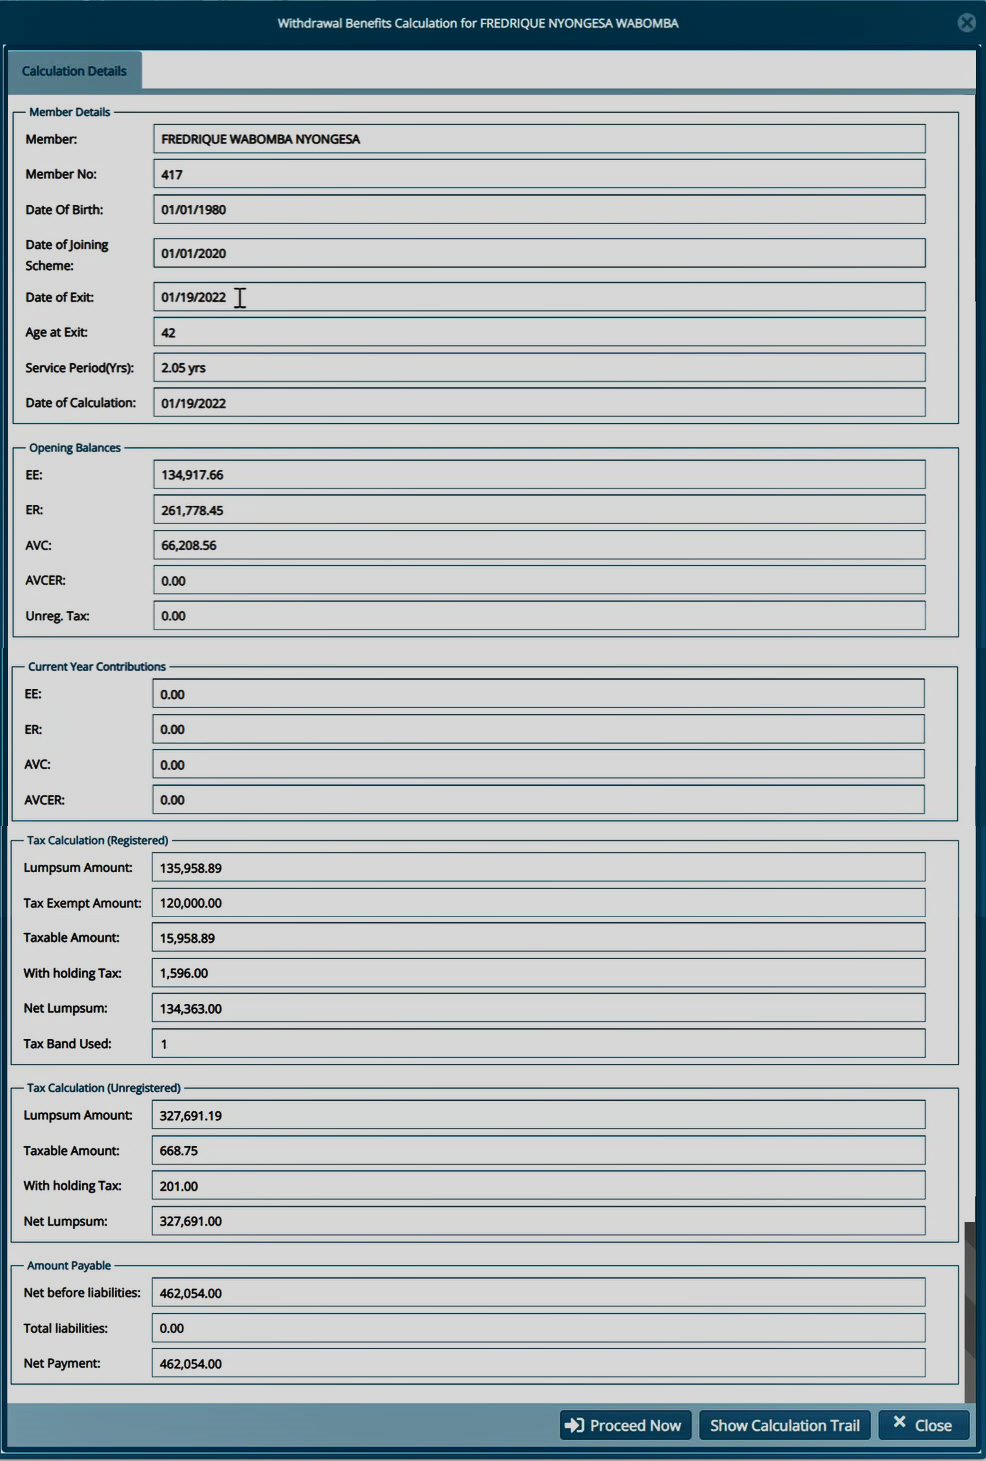 Withdrawal Benefits Calculation for FREDRIQUE NYONGESA WABOMBA
Calculation Details
Member Details
Member: FREDRIQUE WABOMBA NYONGESA
Member No: 417
Date Of Birth: 01/01/1980
Date of Joining
Scheme: 01/01/2020
Date of Exit: 01/19/2022
Age at Exit: 42
Service Period(Yrs): 2.05 yrs
Date of Calculation: 01/19/2022
Opening Balances
EE: 134,917.66
ER: 261,778.45
AVC: 66,208.56
AVCER: 0.00
Unreg. Tax: 0.00
Current Year Contributions
EE: 0.00
ER: 0.00
AVC: 0.00
AVCER: 0.00
Tax Calculation (Registered)
Lumpsum Amount: 135,958.89
Tax Exempt Amount: 120,000.00
Taxable Amount: 15,958.89
With holding Tax: 1,596.00
Net Lumpsum: 134,363.00
Tax Band Used: 1
Tax Calculation (Unregistered)
Lumpsum Amount: 327,691.19
Taxable Amount: 668.75
With holding Tax: 201.00
Net Lumpsum: 327,691.00
Amount Payable
Net before liabilities: 462,054.00
Total liabilities: 0.00
Net Payment: 462,054.00
Proceed Now Show Calculation Trail Close